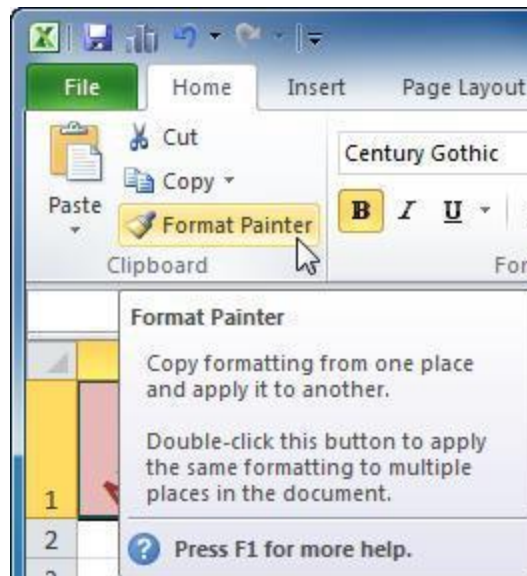 File Home Insert Page Layout
Cut
Copy
Paste
Format Painter
Century Gothic
B I U
Clipboard
For
Format Painter
Copy formatting from one place
and apply it to another.
Double-click this button to apply
the same formatting to multiple
places in the document.
1
2
Press F1 for more help.